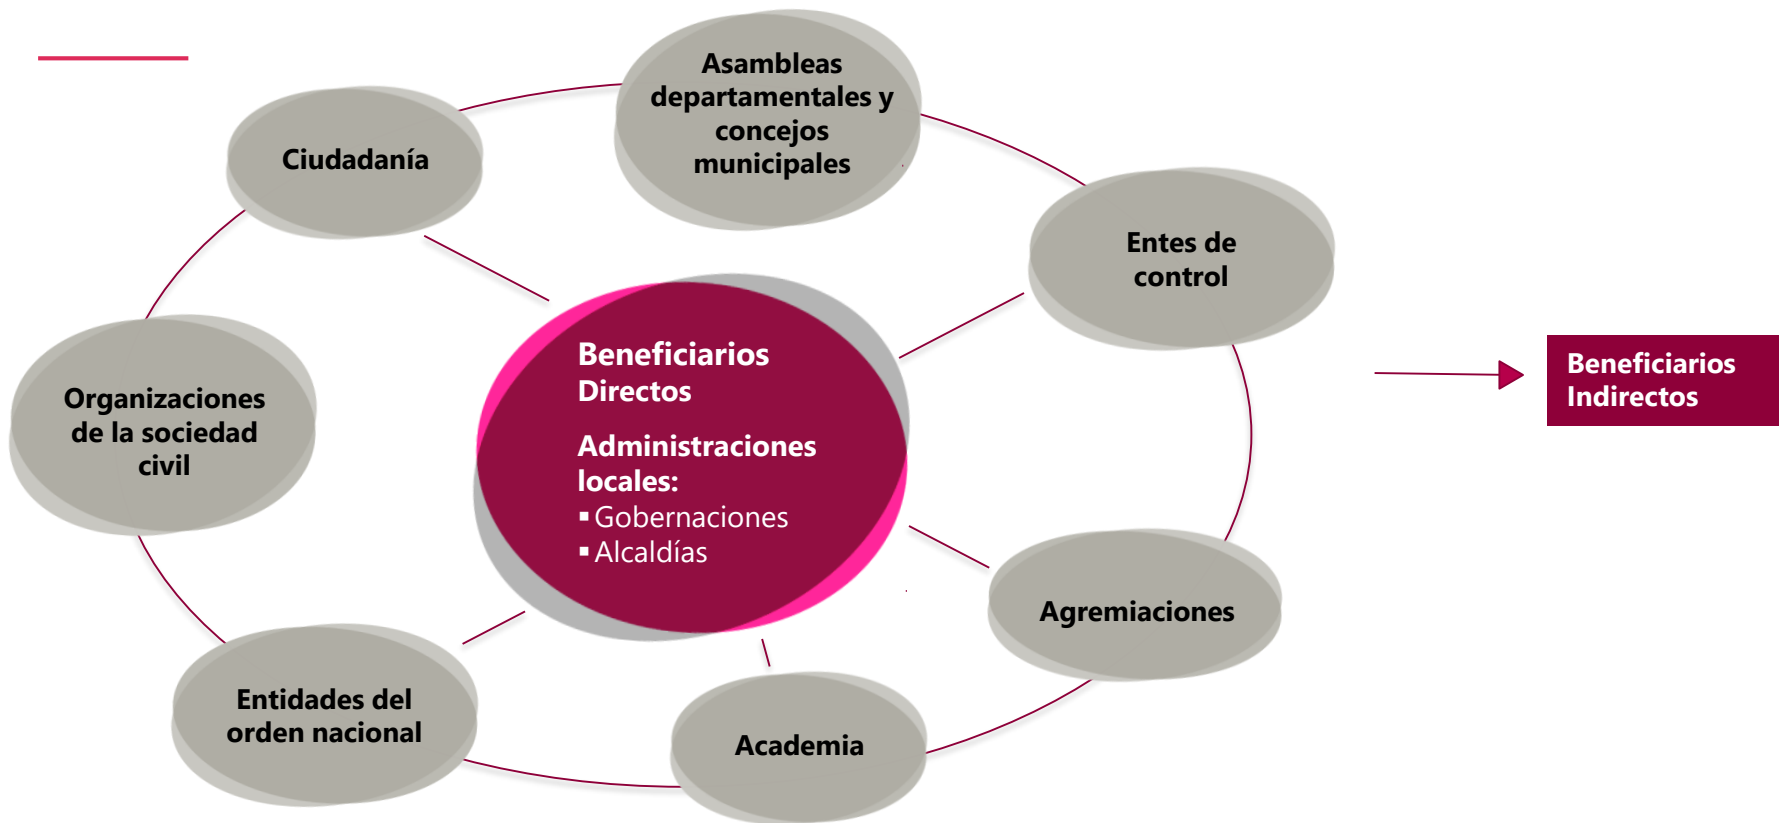 Asambleas
departamentales y
concejos
municipales
Ciudadanía
Entes de
control
Beneficiarios
Directos
Administraciones
locales:
▪ Gobernaciones
▪ Alcaldías
Beneficiarios
Indirectos
Organizaciones
de la sociedad
civil
Agremiaciones
Entidades del
orden nacional
Academia